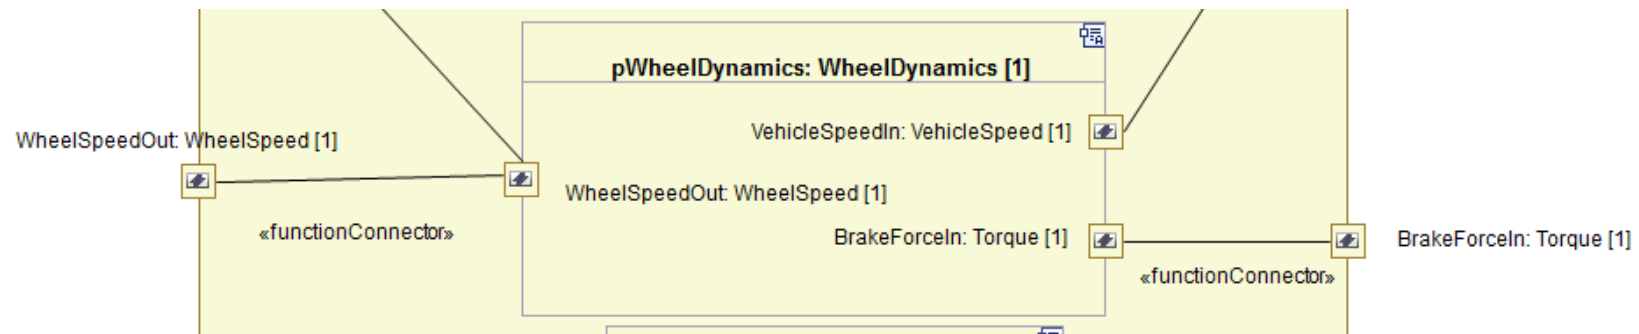 pWheelDynamics: WheelDynamics [1]
VehicleSpeedIn: VehicleSpeed [1]
WheelSpeedOut: WheelSpeed [1]
WheelSpeedOut: WheelSpeed [1]
«functionConnector»
BrakeForceIn: Torque [1]
BrakeForceIn: Torque [1]
«functionConnector»